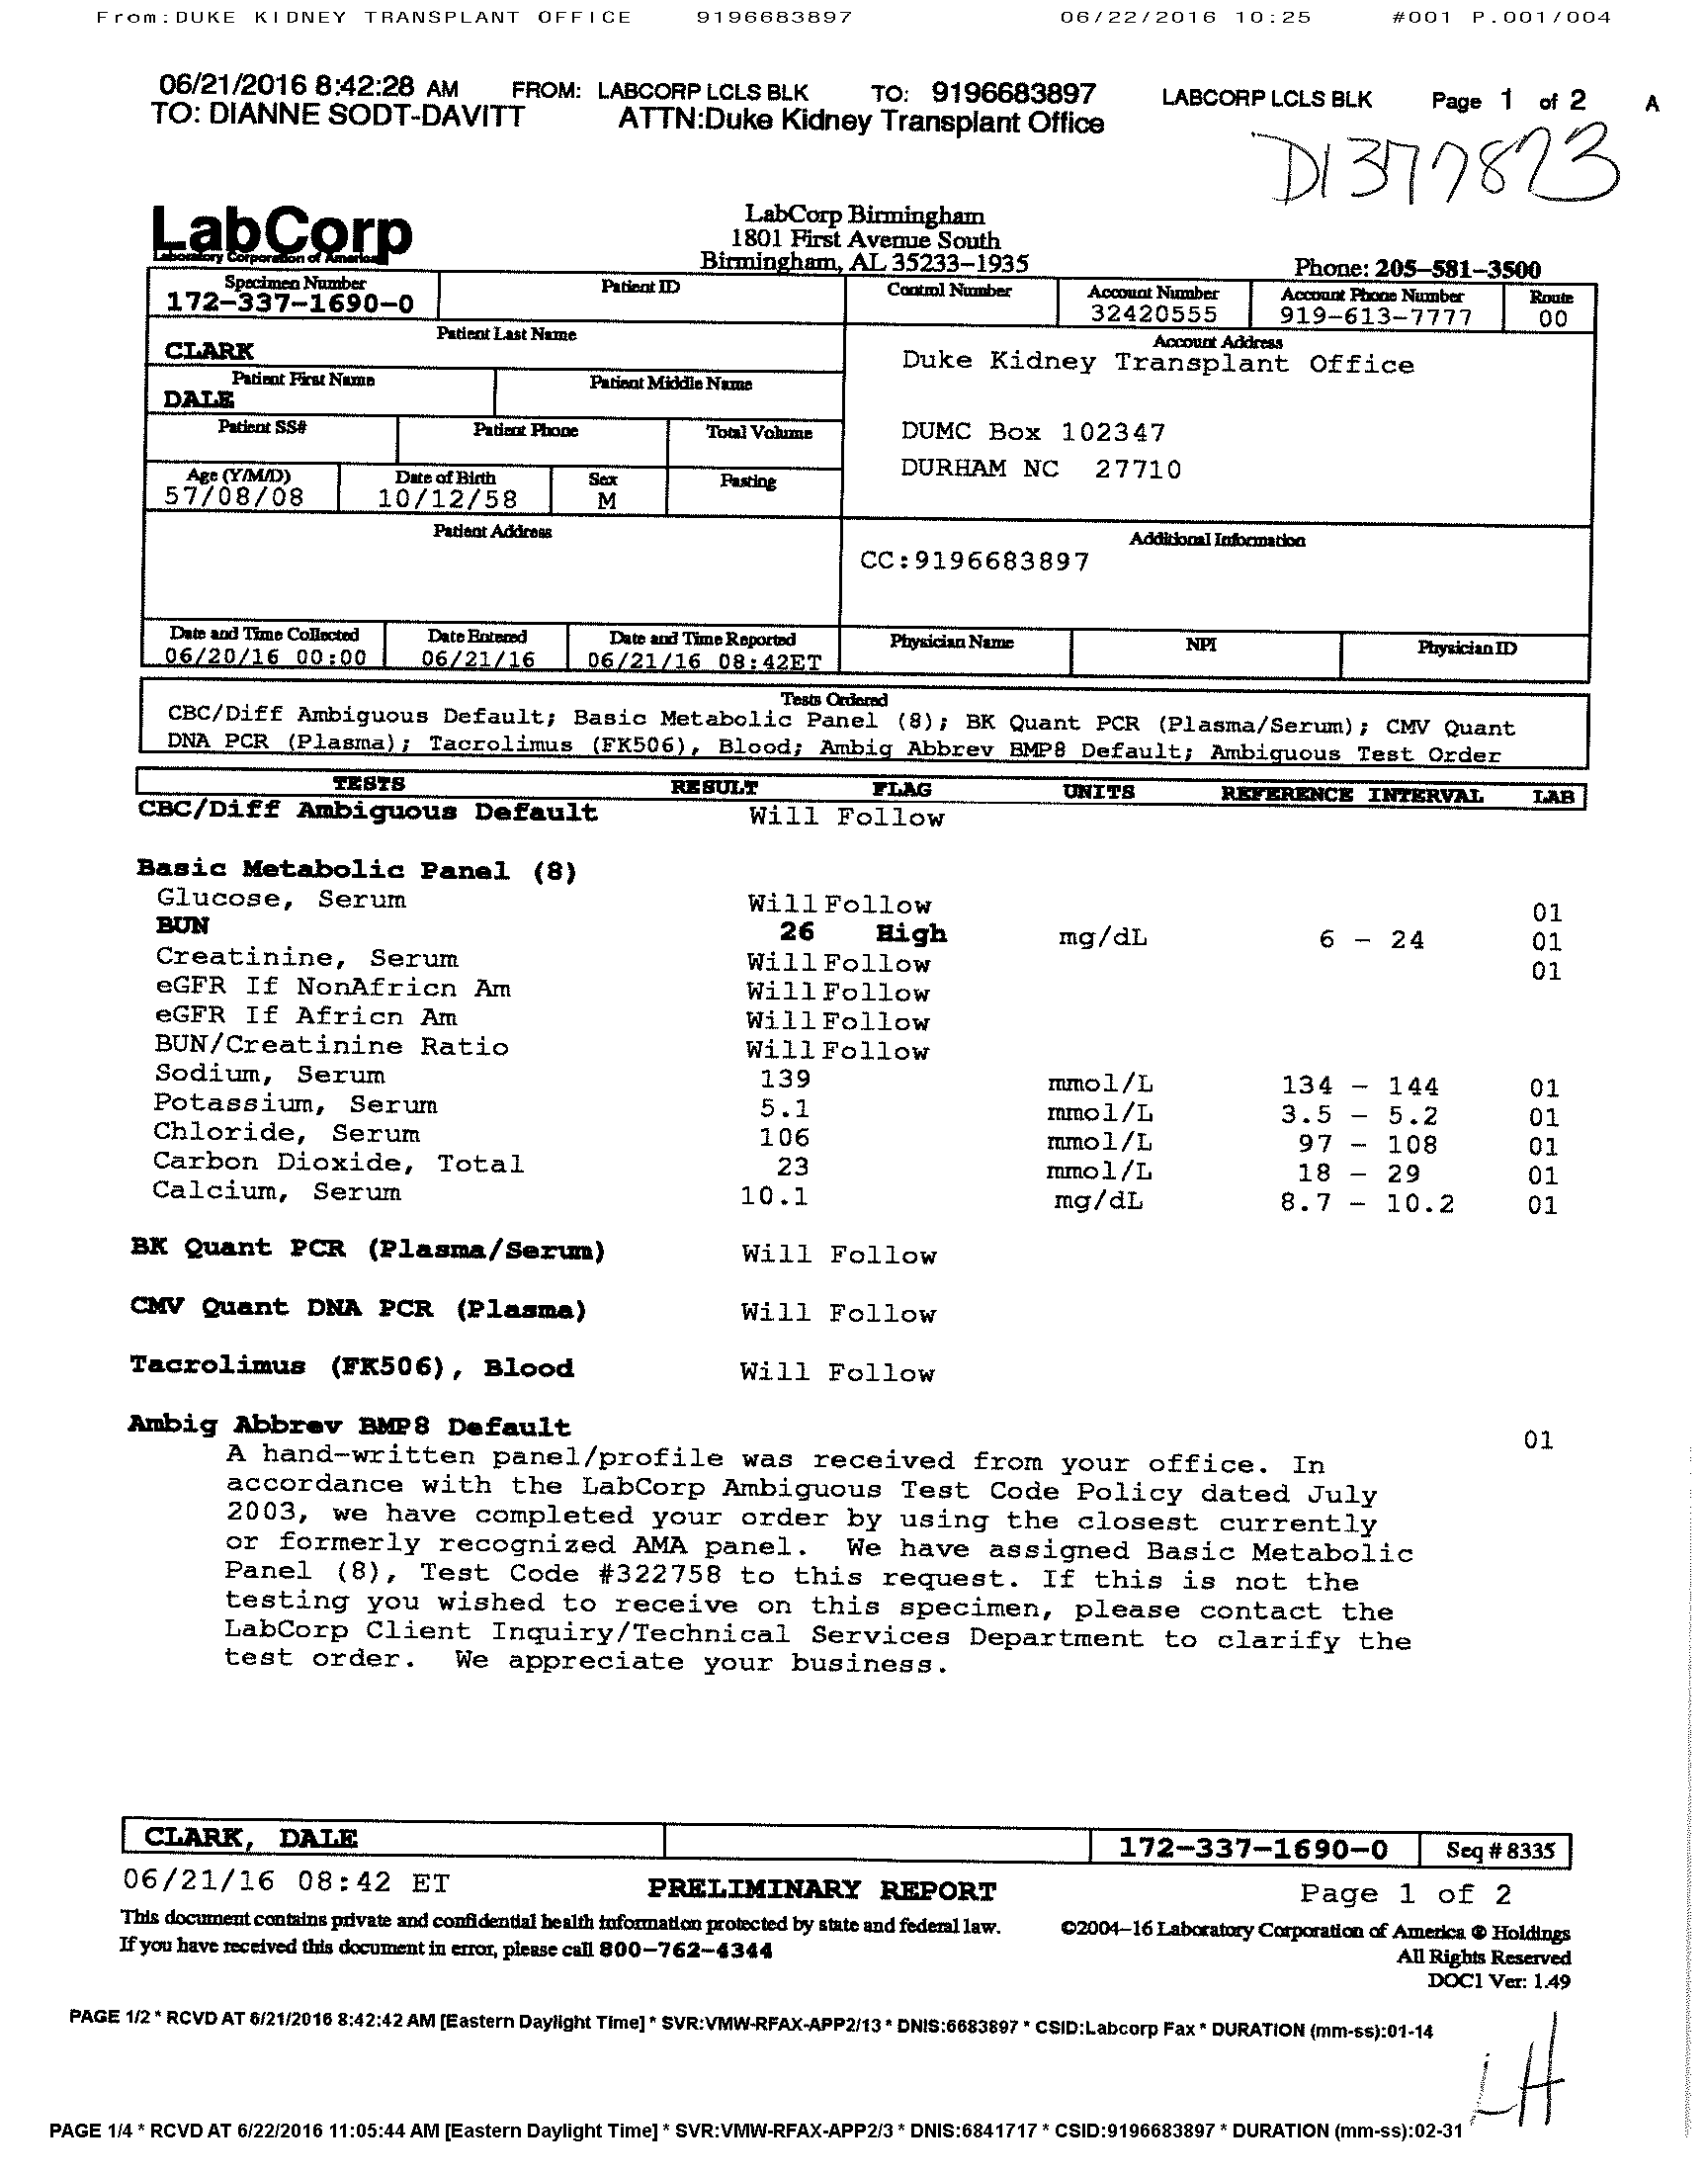 From:DUKE KIDNEY TRANSPLANT OFFICE 9196683897 06/22/2016 10:25 #001 P.001/004
06/21/2016 8:42:28 AM FROM: LABCORP LCLS BLK TO: 9196683897 LABCORP LCLS BLK Page 1 of 2 A
TO: DIANNE SODT-DAVITT ATTN:Duke Kidney Transplant Office
D1377823
LabCorp
Laboratory Corporation of America
LabCorp Birmingham
1801 First Avenue South
Birmingham, AL 35233-1935 Phone: 205-581-3500
Specimen Number Patient ID Control Number Account Number Account Phone Number Route
172-337-1690-0 32420555 919-613-7777 00
Patient Last Name Account Address
CLARK Duke Kidney Transplant Office
Patient First Name Patient Middle Name
DALE
Patient SS# Patient Phone Total Volume DUMC Box 102347
DURHAM NC 27710
Age (Y/M/D) Date of Birth Sex Fasting
57/08/08 10/12/58 M
Patient Address Additional Information
CC:9196683897
Date and Time Collected Date Entered Date and Time Reported Physician Name NPI Physician ID
06/20/16 00:00 06/21/16 06/21/16 08:42ET
Tests Ordered
CBC/Diff Ambiguous Default; Basic Metabolic Panel (8); BK Quant PCR (Plasma/Serum); CMV Quant
DNA PCR (Plasma); Tacrolimus (FK506), Blood; Ambig Abbrev BMP8 Default; Ambiguous Test Order
TESTS RESULT FLAG UNITS REFERENCE INTERVAL LAB
CBC/Diff Ambiguous Default Will Follow
Basic Metabolic Panel (8)
Glucose, Serum Will Follow 01
BUN 26 High mg/dL 6 - 24 01
Creatinine, Serum Will Follow 01
eGFR If NonAfricn Am Will Follow
eGFR If Africn Am Will Follow
BUN/Creatinine Ratio Will Follow
Sodium, Serum 139 mmol/L 134 - 144 01
Potassium, Serum 5.1 mmol/L 3.5 - 5.2 01
Chloride, Serum 106 mmol/L 97 - 108 01
Carbon Dioxide, Total 23 mmol/L 18 - 29 01
Calcium, Serum 10.1 mg/dL 8.7 - 10.2 01
BK Quant PCR (Plasma/Serum) Will Follow
CMV Quant DNA PCR (Plasma) Will Follow
Tacrolimus (FK506), Blood Will Follow
Ambig Abbrev BMP8 Default 01
A hand-written panel/profile was received from your office. In
accordance with the LabCorp Ambiguous Test Code Policy dated July
2003, we have completed your order by using the closest currently
or formerly recognized AMA panel. We have assigned Basic Metabolic
Panel (8), Test Code #322758 to this request. If this is not the
testing you wished to receive on this specimen, please contact the
LabCorp Client Inquiry/Technical Services Department to clarify the
test order. We appreciate your business.
CLARK, DALE 172-337-1690-0 Seq # 8335
06/21/16 08:42 ET PRELIMINARY REPORT Page 1 of 2
This document contains private and confidential health information protected by state and federal law. ©2004-16 Laboratory Corporation of America ® Holdings
If you have received this document in error, please call 800-762-4344 All Rights Reserved
DOC1 Ver: 1.49
PAGE 1/2 * RCVD AT 6/21/2016 8:42:42 AM [Eastern Daylight Time] * SVR:VMW-RFAX-APP2/13 * DNIS:6683897 * CSID:Labcorp Fax * DURATION (mm-ss):01-14
LH
PAGE 1/4 * RCVD AT 6/22/2016 11:05:44 AM [Eastern Daylight Time] * SVR:VMW-RFAX-APP2/3 * DNIS:6841717 * CSID:9196683897 * DURATION (mm-ss):02-31